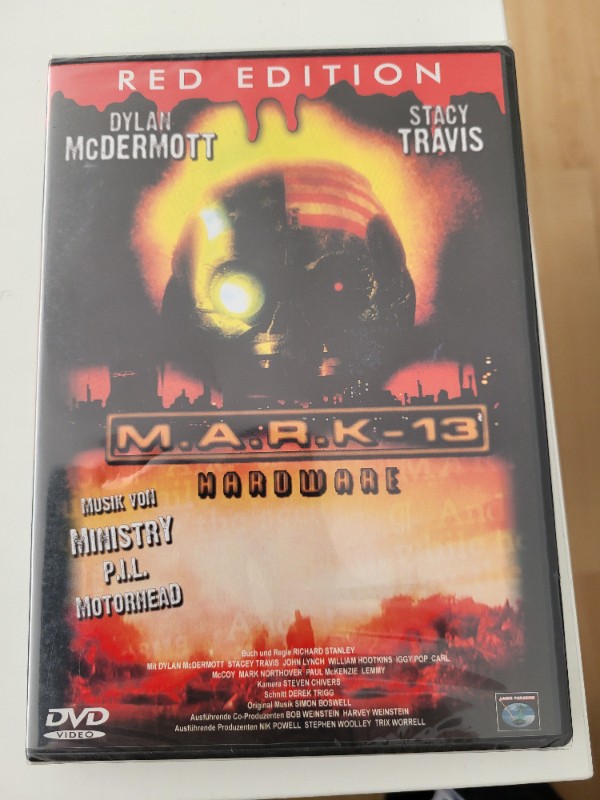 RED EDITION
DYLAN
McDERMOTT
STACY
TRAVIS
M.A.R.K-13
HARDWARE
MUSIK VON
MINISTRY
P.I.L.
MOTORHEAD
Buch und Regie RICHARD STANLEY
Mit DYLAN McDERMOTT STACEY TRAVIS JOHN LYNCH WILLIAM HOOTKINS IGGY POP CARL
McCOY MARK NORTHOVER PAUL McKENZIE LEMMY
Kamera STEVEN CHIVERS
Schnitt DEREK TRIGG
Original Musik SIMON BOSWELL
Ausführende Co-Produzenten BOB WEINSTEIN HARVEY WEINSTEIN
Ausführende Produzenten NIK POWELL STEPHEN WOOLLEY TRIX WORRELL
DVD
VIDEO